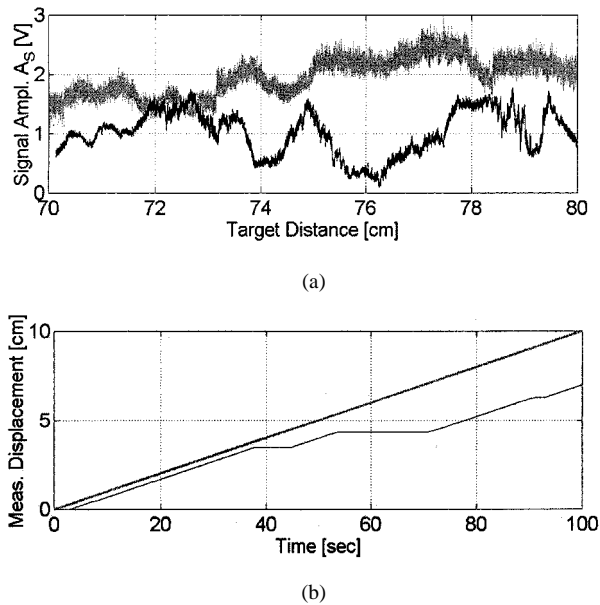 3
2
1
0
Signal Ampl. A_S [V]
70 72 74 76 78 80
Target Distance [cm]
(a)
10
5
0
Meas. Displacement [cm]
0 20 40 60 80 100
Time [sec]
(b)